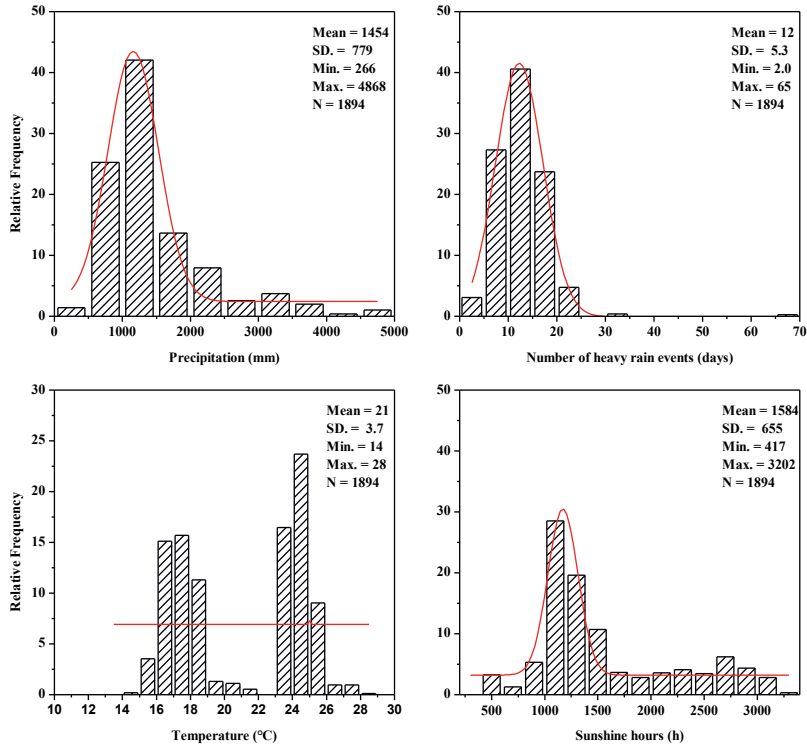 50
40
30
20
10
0
Relative Frequency
Mean = 1454
SD. = 779
Min. = 266
Max. = 4868
N = 1894
0 1000 2000 3000 4000 5000
Precipitation (mm)
50
40
30
20
10
0
Mean = 12
SD. = 5.3
Min. = 2.0
Max. = 65
N = 1894
0 10 20 30 40 50 60 70
Number of heavy rain events (days)
30
25
20
15
10
5
0
Relative Frequency
Mean = 21
SD. = 3.7
Min. = 14
Max. = 28
N = 1894
10 12 14 16 18 20 22 24 26 28 30
Temperature (°C)
50
40
30
20
10
0
Mean = 1584
SD. = 655
Min. = 417
Max. = 3202
N = 1894
500 1000 1500 2000 2500 3000
Sunshine hours (h)